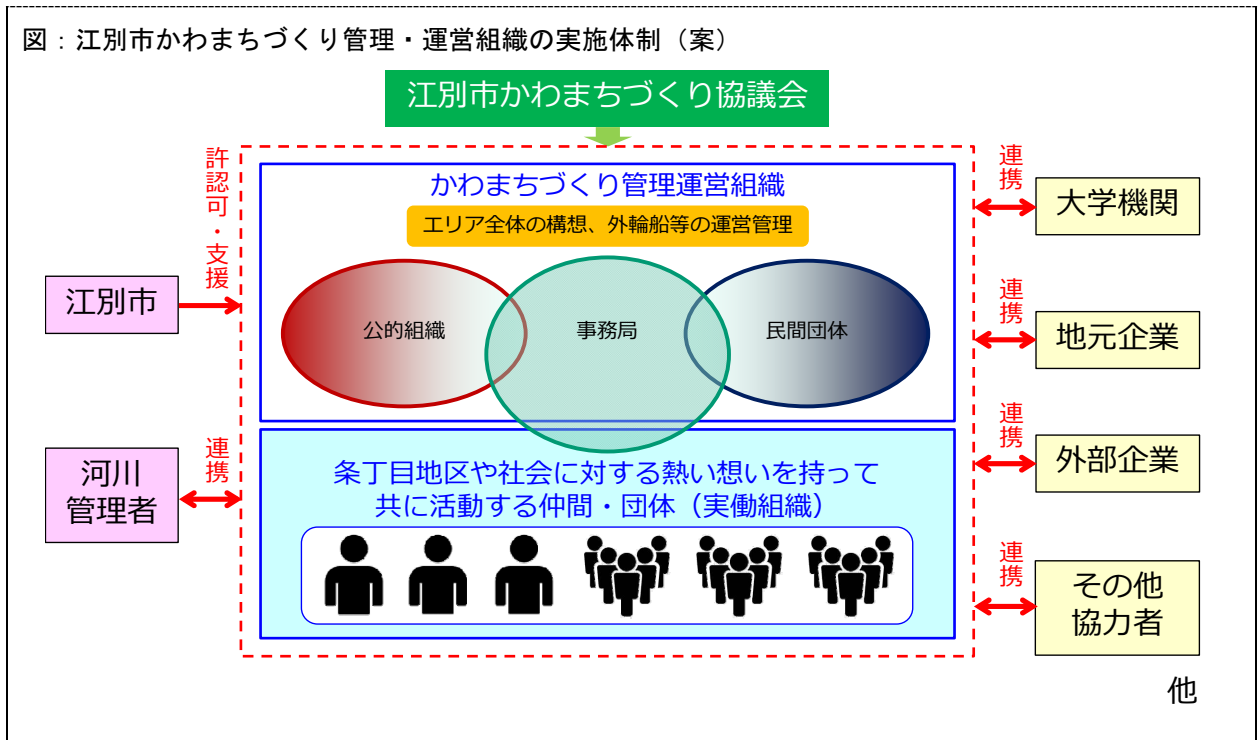 図：江別市かわまちづくり管理・運営組織の実施体制（案）
江別市かわまちづくり協議会
許認可・支援
江別市
連携
河川
管理者
かわまちづくり管理運営組織
エリア全体の構想、外輪船等の運営管理
公的組織
事務局
民間団体
条丁目地区や社会に対する熱い想いを持って
共に活動する仲間・団体（実働組織）
連携
大学機関
連携
地元企業
連携
外部企業
連携
その他
協力者
他